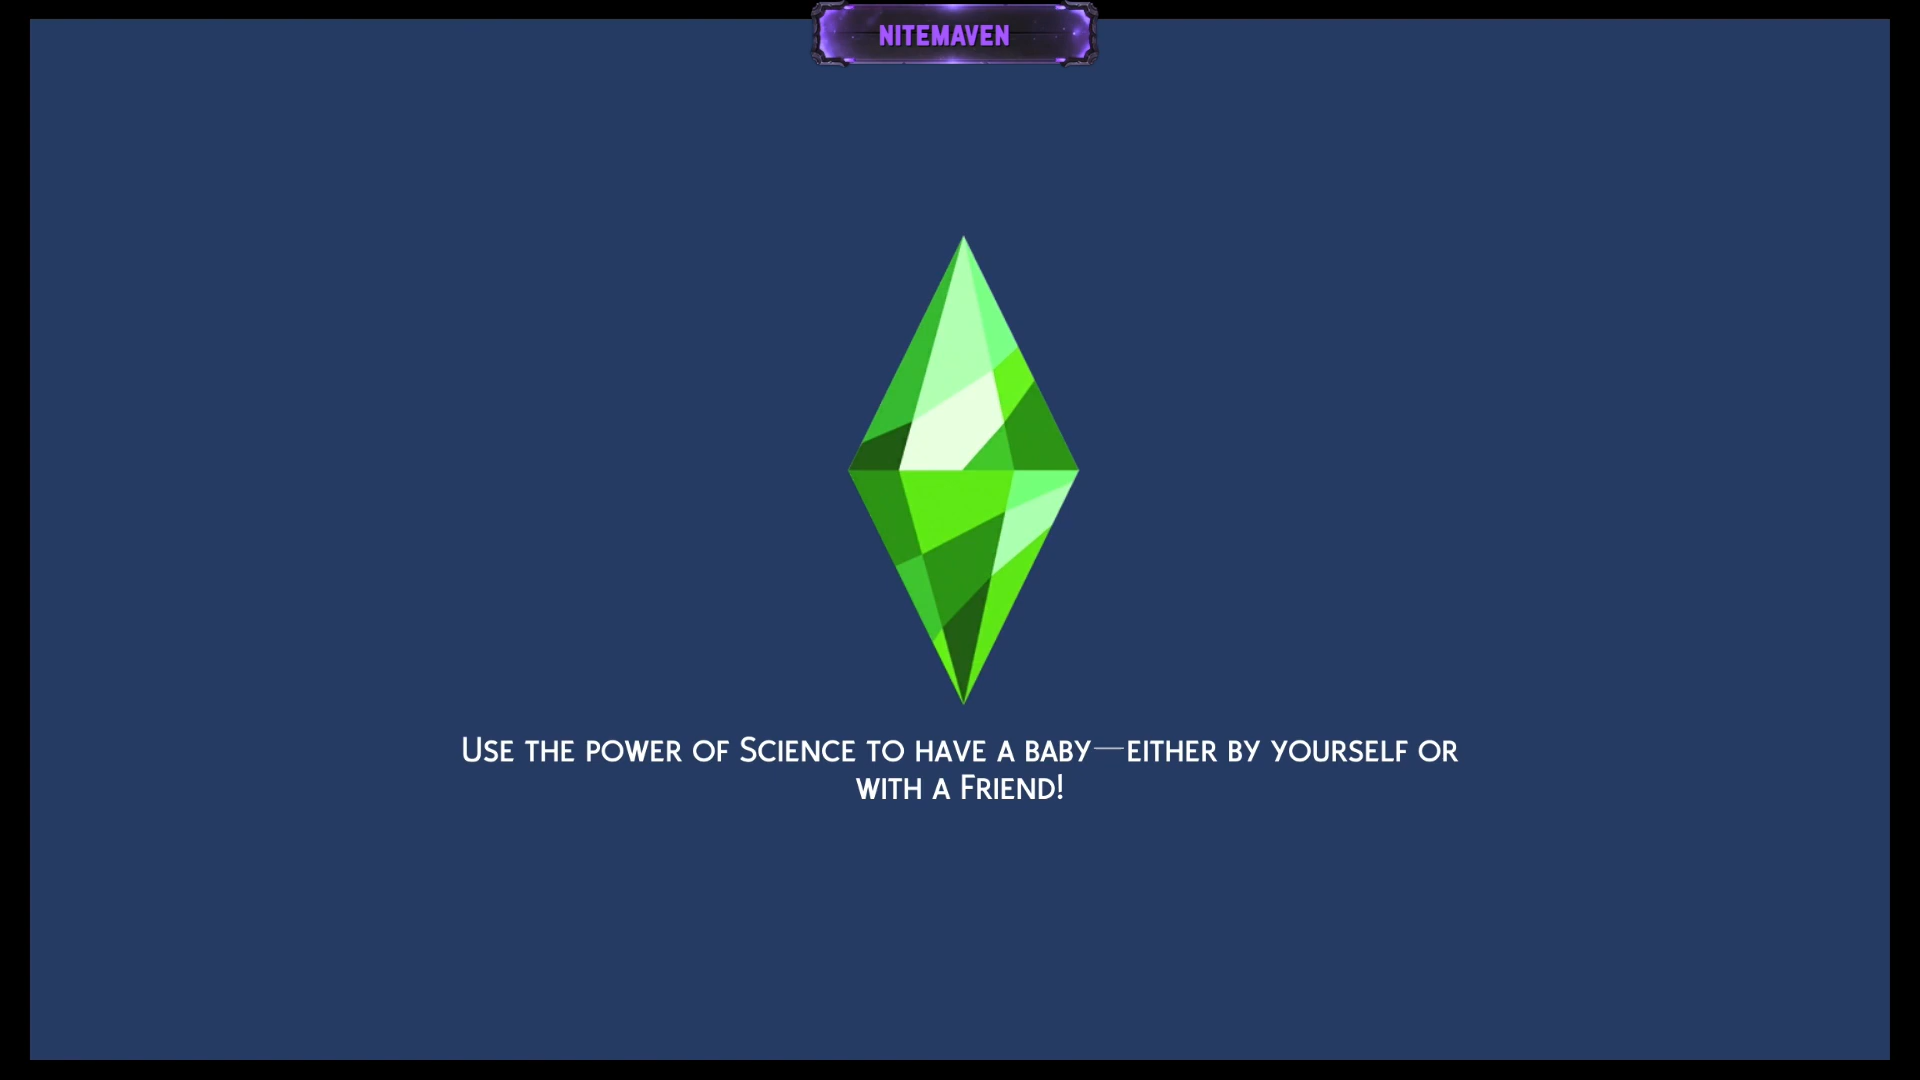 NITEMAVEN
Use the power of Science to have a baby—either by yourself or
with a Friend!